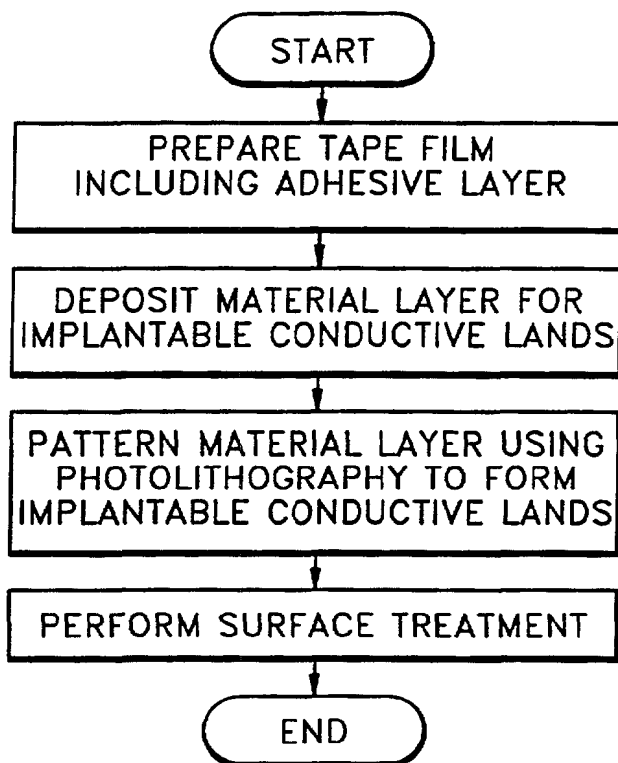 START
PREPARE TAPE FILM
INCLUDING ADHESIVE LAYER
DEPOSIT MATERIAL LAYER FOR
IMPLANTABLE CONDUCTIVE LANDS
PATTERN MATERIAL LAYER USING
PHOTOLITHOGRAPHY TO FORM
IMPLANTABLE CONDUCTIVE LANDS
PERFORM SURFACE TREATMENT
END